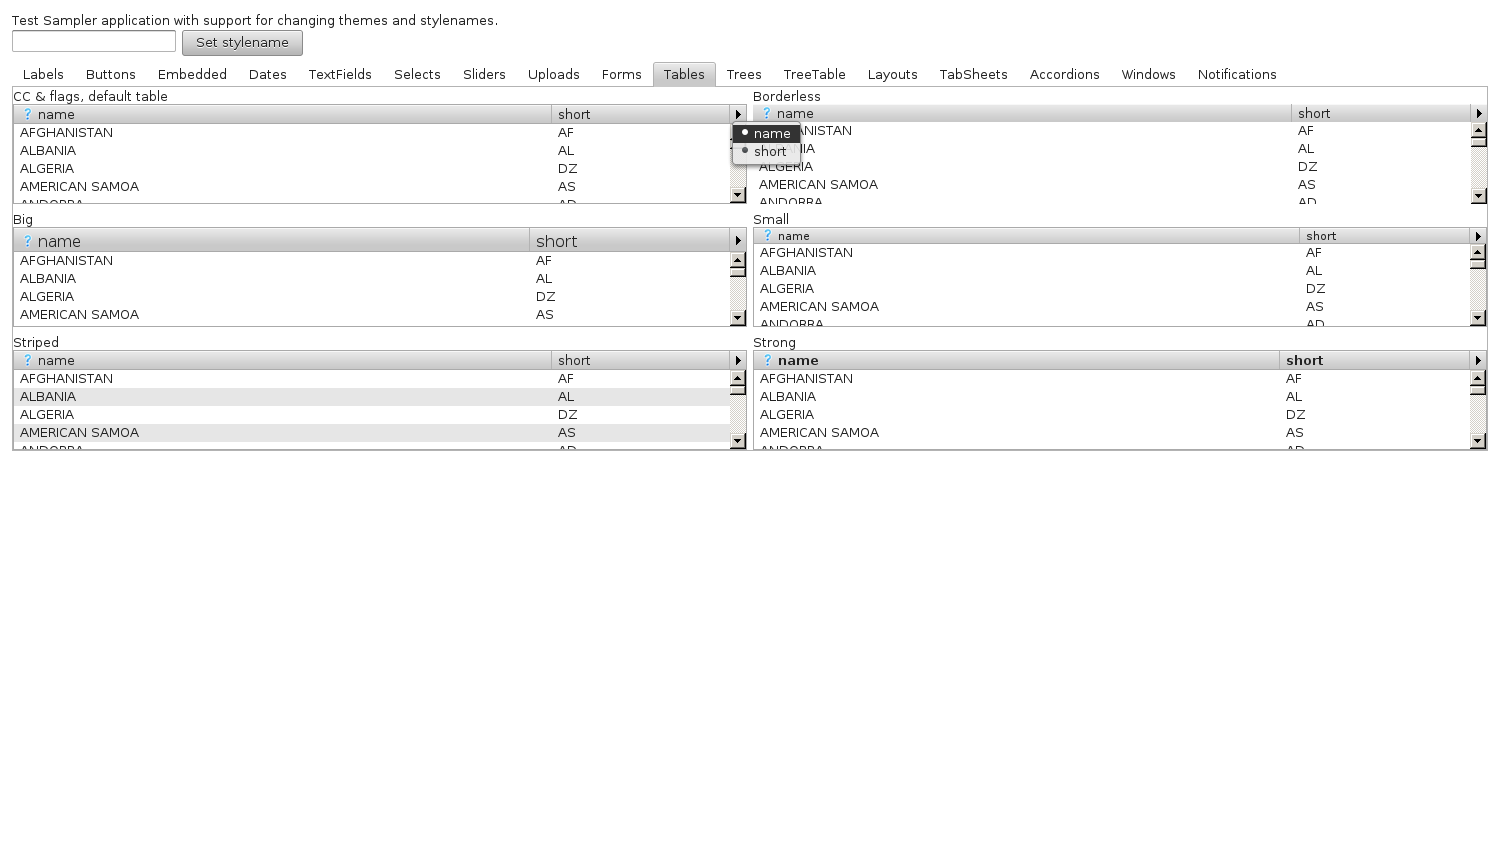 Test Sampler application with support for changing themes and stylenames.
Set stylename
Labels Buttons Embedded Dates TextFields Selects Sliders Uploads Forms Tables Trees TreeTable Layouts TabSheets Accordions Windows Notifications
CC & flags, default table
? name short
AFGHANISTAN AF
ALBANIA AL
ALGERIA DZ
AMERICAN SAMOA AS
ANDORRA AD
name
short
Borderless
? name short
NISTAN AF
NIA AL
ALGERIA DZ
AMERICAN SAMOA AS
ANDORRA AD
Big
? name short
AFGHANISTAN AF
ALBANIA AL
ALGERIA DZ
AMERICAN SAMOA AS
Small
? name short
AFGHANISTAN AF
ALBANIA AL
ALGERIA DZ
AMERICAN SAMOA AS
ANDORRA AD
Striped
? name short
AFGHANISTAN AF
ALBANIA AL
ALGERIA DZ
AMERICAN SAMOA AS
ANDORRA AD
Strong
? name short
AFGHANISTAN AF
ALBANIA AL
ALGERIA DZ
AMERICAN SAMOA AS
ANDORRA AD